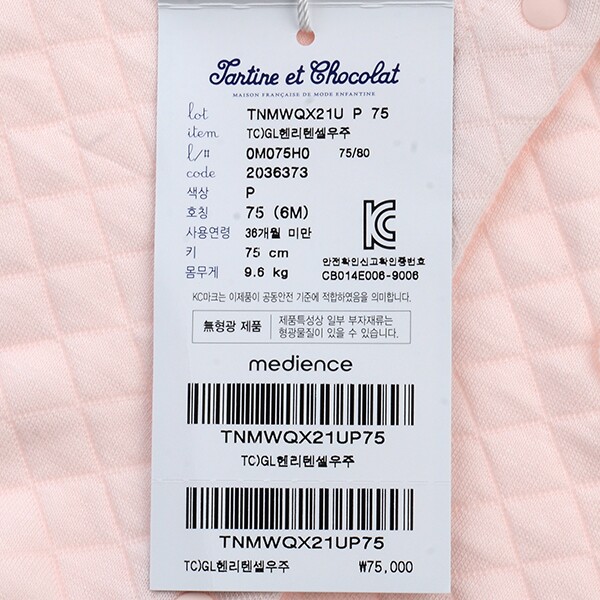 Tartine et Chocolat
MAISON FRANÇAISE DE MODE ENFANTINE
lot TNMWQX21U P 75
item TC)GL헨리텐셀우주
l/# 0M075H0 75/80
code 2036373
색상 P
호칭 75 (6M)
사용연령 36개월 미만
키 75 cm
몸무게 9.6 kg
안전확인신고확인증번호
CB014E006-9006
KC마크는 이제품이 공동안전 기준에 적합하였음을 의미합니다.
無형광 제품
제품특성상 일부 부자재류는
형광물질이 있을 수 있습니다.
medience
TNMWQX21UP75
TC)GL헨리텐셀우주
TNMWQX21UP75
TC)GL헨리텐셀우주 ₩75,000